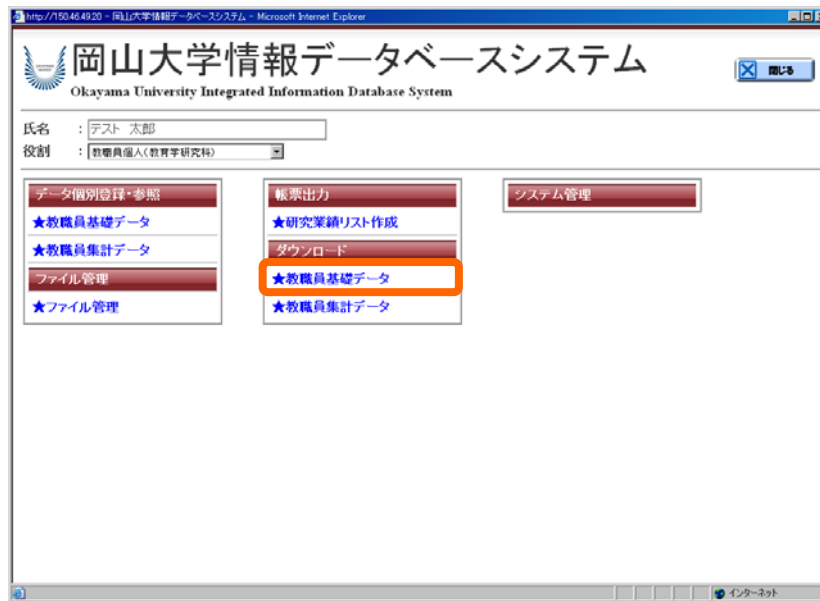 http://150.46.49.20 - 岡山大学情報データベースシステム - Microsoft Internet Explorer
岡山大学情報データベースシステム
Okayama University Integrated Information Database System
閉じる
氏名 : テスト 太郎
役割 : 教職員個人(教育学研究科)
データ個別登録・参照
★教職員基礎データ
★教職員集計データ
ファイル管理
★ファイル管理
帳票出力
★研究業績リスト作成
ダウンロード
★教職員基礎データ
★教職員集計データ
システム管理
インターネット